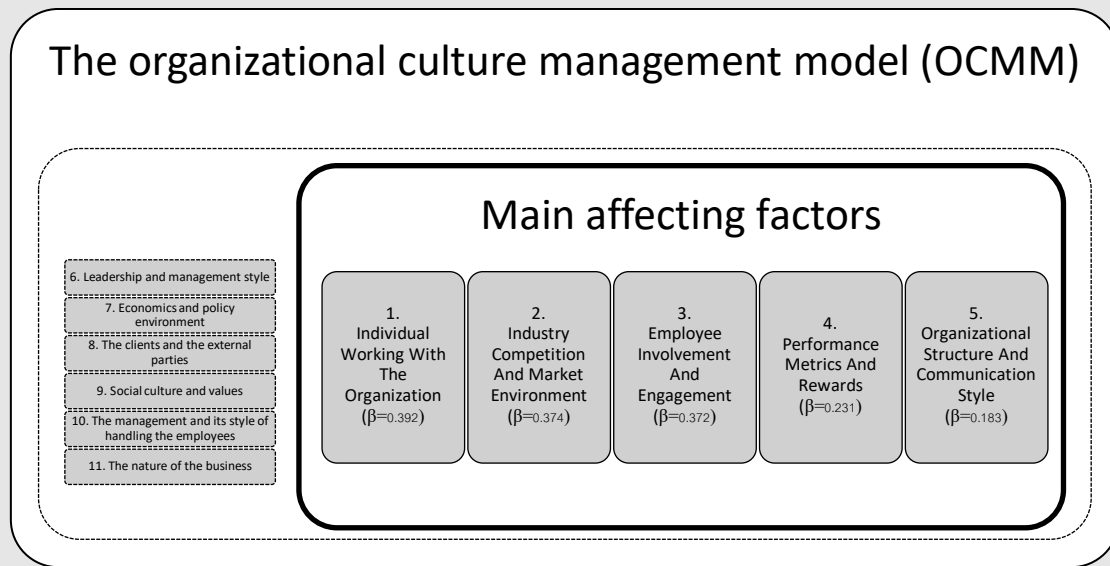 The organizational culture management model (OCMM)
Main affecting factors
6. Leadership and management style
7. Economics and policy
environment
8. The clients and the external
parties
9. Social culture and values
10. The management and its style of
handling the employees
11. The nature of the business
1.
Individual
Working With
The
Organization
(β=0.392)
2.
Industry
Competition
And Market
Environment
(β=0.374)
3.
Employee
Involvement
And
Engagement
(β=0.372)
4.
Performance
Metrics And
Rewards
(β=0.231)
5.
Organizational
Structure And
Communication
Style
(β=0.183)